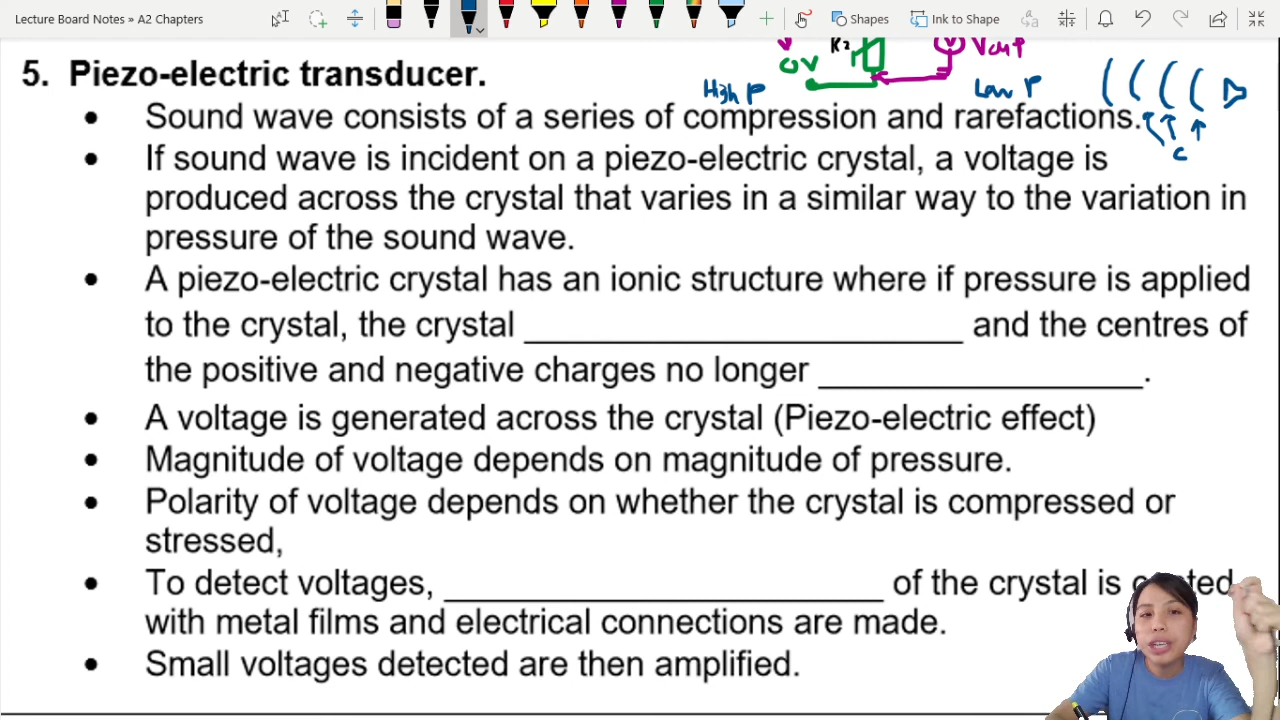 Lecture Board Notes » A2 Chapters
Shapes
Ink to Shape
R2
V
0V
Vout
5. Piezo-electric transducer.
High P
Low P
• Sound wave consists of a series of compression and rarefactions.
C
• If sound wave is incident on a piezo-electric crystal, a voltage is
produced across the crystal that varies in a similar way to the variation in
pressure of the sound wave.
• A piezo-electric crystal has an ionic structure where if pressure is applied
to the crystal, the crystal ________________________ and the centres of
the positive and negative charges no longer __________________.
• A voltage is generated across the crystal (Piezo-electric effect)
• Magnitude of voltage depends on magnitude of pressure.
• Polarity of voltage depends on whether the crystal is compressed or
stressed,
• To detect voltages, ________________________ of the crystal is coated
with metal films and electrical connections are made.
• Small voltages detected are then amplified.